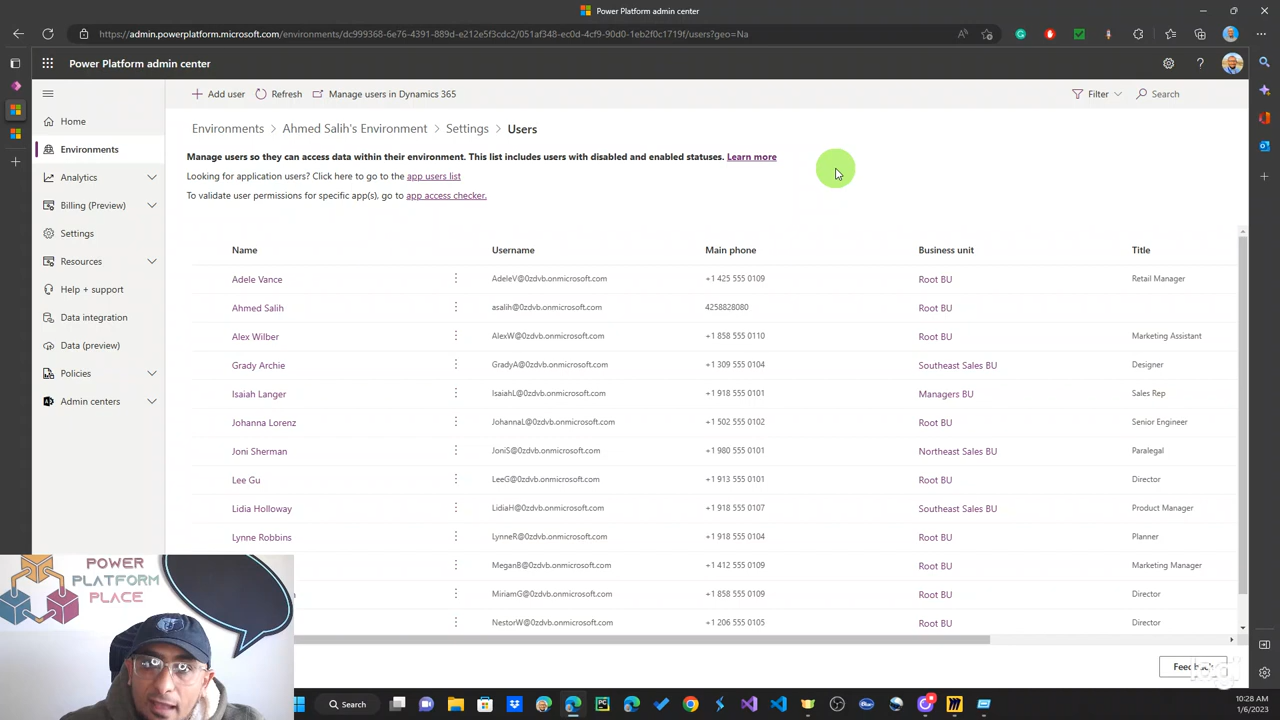 Power Platform admin center
https://admin.powerplatform.microsoft.com/environments/dc999368-6e76-4391-889d-e212e5f3cdc2/051af348-ec0d-4cf9-90d0-1eb2f0c1719f/users?geo=Na
Power Platform admin center
Add user
Refresh
Manage users in Dynamics 365
Filter
Search
Home
Environments
Analytics
Billing (Preview)
Settings
Resources
Help + support
Data integration
Data (preview)
Policies
Admin centers
Environments > Ahmed Salih's Environment > Settings > Users
Manage users so they can access data within their environment. This list includes users with disabled and enabled statuses. Learn more
Looking for application users? Click here to go to the app users list
To validate user permissions for specific app(s), go to app access checker.
Name Username Main phone Business unit Title
Adele Vance AdeleV@0zdvb.onmicrosoft.com +1 425 555 0109 Root BU Retail Manager
Ahmed Salih asalih@0zdvb.onmicrosoft.com 4258828080 Root BU
Alex Wilber AlexW@0zdvb.onmicrosoft.com +1 858 555 0110 Root BU Marketing Assistant
Grady Archie GradyA@0zdvb.onmicrosoft.com +1 309 555 0104 Southeast Sales BU Designer
Isaiah Langer IsaiahL@0zdvb.onmicrosoft.com +1 918 555 0101 Managers BU Sales Rep
Johanna Lorenz JohannaL@0zdvb.onmicrosoft.com +1 502 555 0102 Root BU Senior Engineer
Joni Sherman JoniS@0zdvb.onmicrosoft.com +1 980 555 0101 Northeast Sales BU Paralegal
Lee Gu LeeG@0zdvb.onmicrosoft.com +1 913 555 0101 Root BU Director
Lidia Holloway LidiaH@0zdvb.onmicrosoft.com +1 918 555 0107 Southeast Sales BU Product Manager
Lynne Robbins LynneR@0zdvb.onmicrosoft.com +1 918 555 0104 Root BU Planner
MeganB@0zdvb.onmicrosoft.com +1 412 555 0109 Root BU Marketing Manager
MiriamG@0zdvb.onmicrosoft.com +1 858 555 0109 Root BU Director
NestorW@0zdvb.onmicrosoft.com +1 206 555 0105 Root BU Director
POWER
PLATFORM
PLACE
Search
10:28 AM
1/6/2023